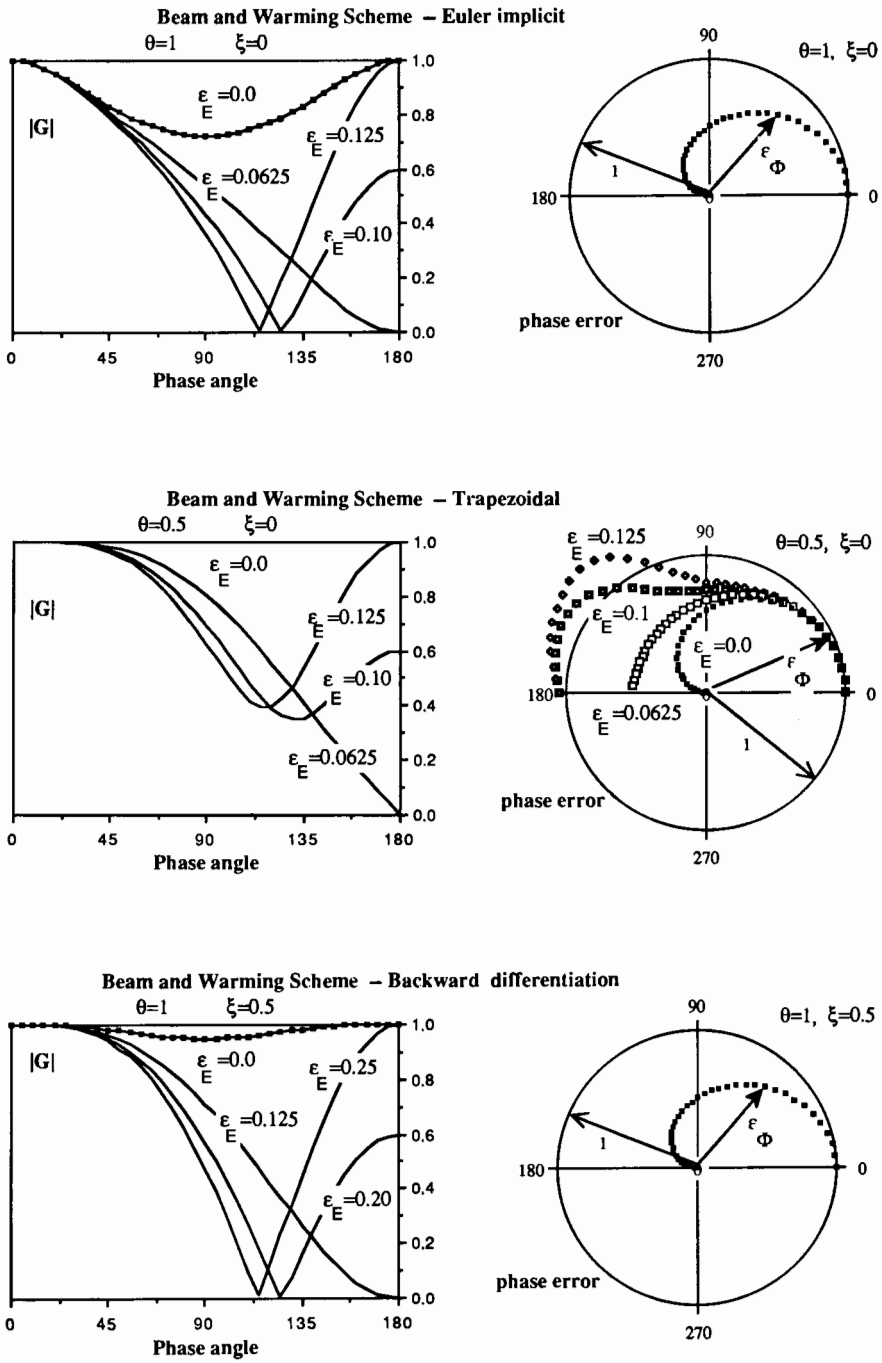 Beam and Warming Scheme – Euler implicit
θ=1 ξ=0
|G|
ε_E=0.0
ε_E=0.125
ε_E=0.0625
ε_E=0.10
1.0
0.8
0.6
0.4
0.2
0.0
0 45 90 135 180
Phase angle
θ=1, ξ=0
90
1
ε_Φ
180
0
0
phase error
270
Beam and Warming Scheme – Trapezoidal
θ=0.5 ξ=0
|G|
ε_E=0.0
ε_E=0.125
ε_E=0.10
ε_E=0.0625
1.0
0.8
0.6
0.4
0.2
0.0
0 45 90 135 180
Phase angle
θ=0.5, ξ=0
ε_E=0.125
90
ε_E=0.1
ε_E=0.0
ε_Φ
180
0
0
ε_E=0.0625
1
phase error
270
Beam and Warming Scheme – Backward differentiation
θ=1 ξ=0.5
|G|
ε_E=0.0
ε_E=0.25
ε_E=0.125
ε_E=0.20
1.0
0.8
0.6
0.4
0.2
0.0
0 45 90 135 180
Phase angle
θ=1, ξ=0.5
90
1
ε_Φ
180
0
0
phase error
270